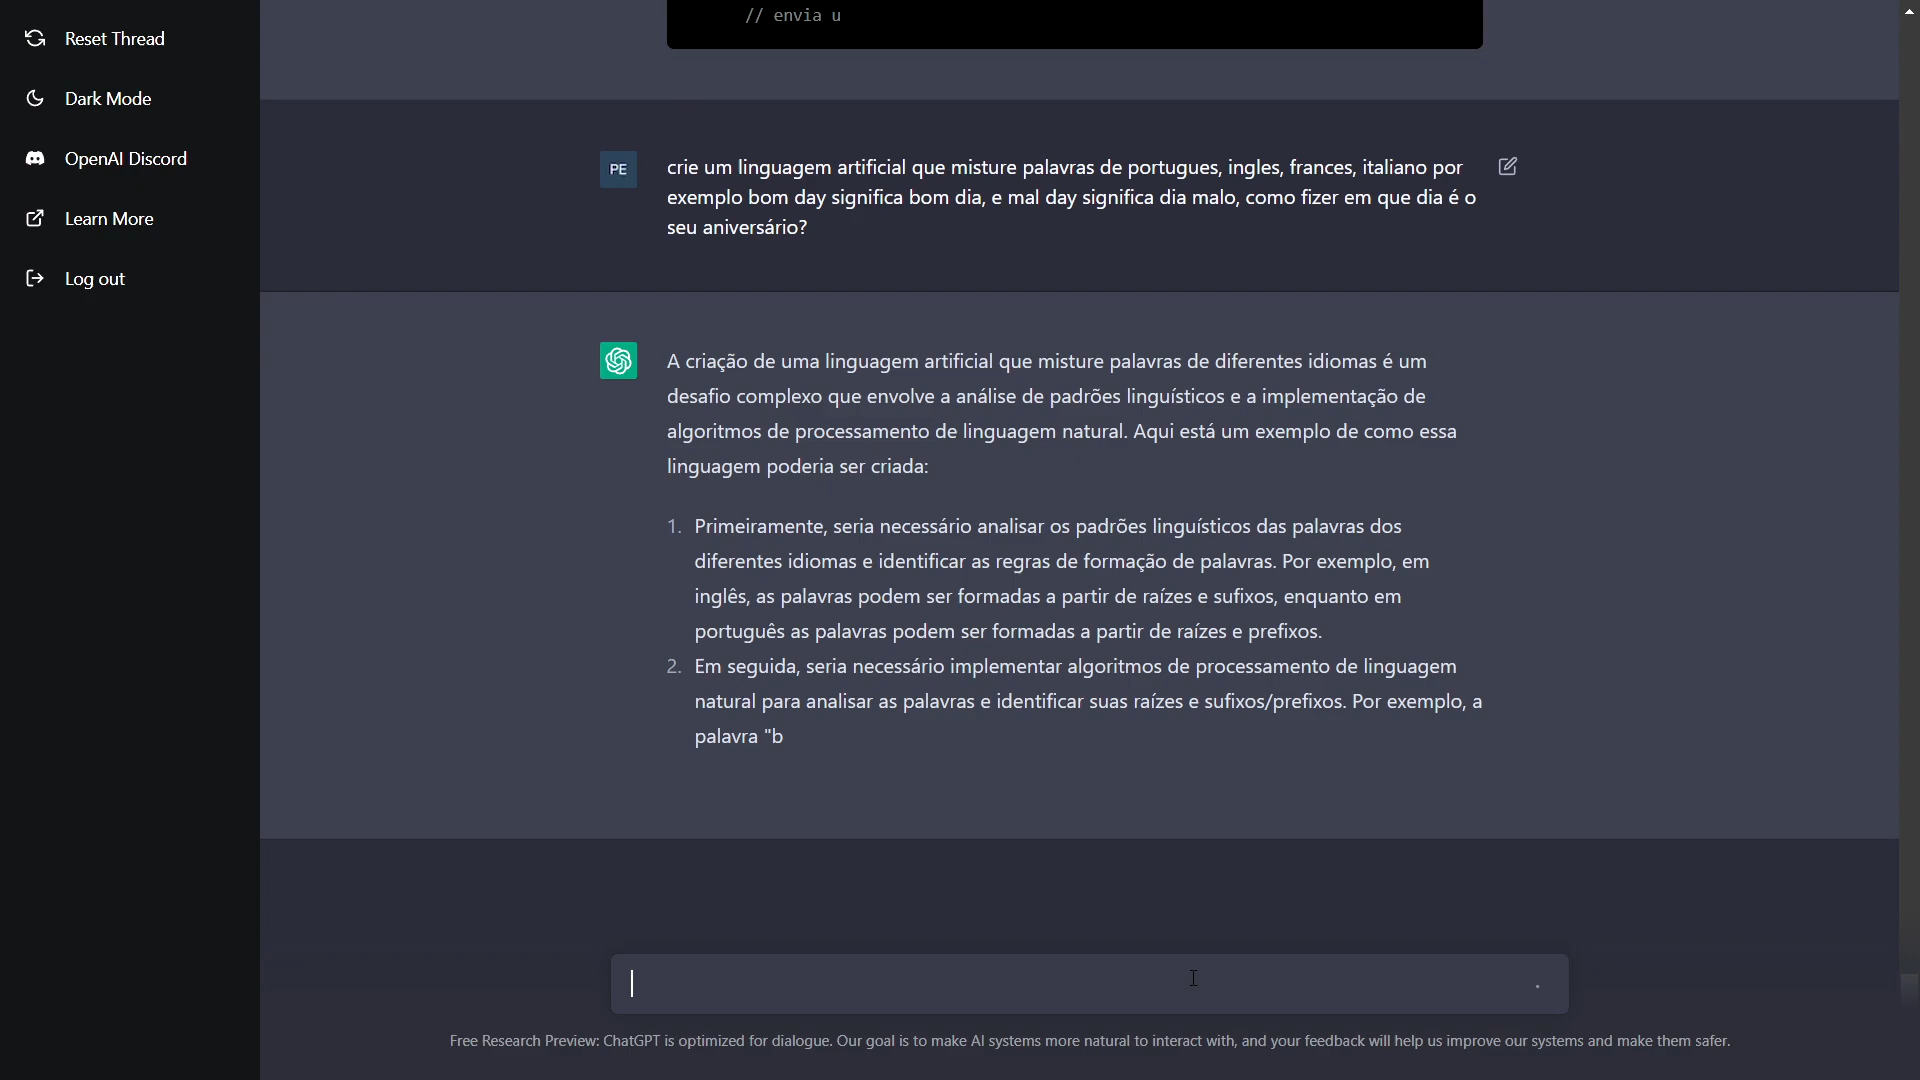 Reset Thread
Dark Mode
OpenAI Discord
Learn More
Log out
// envia u
PE
crie um linguagem artificial que misture palavras de portugues, ingles, frances, italiano por
exemplo bom day significa bom dia, e mal day significa dia malo, como fizer em que dia é o
seu aniversário?
A criação de uma linguagem artificial que misture palavras de diferentes idiomas é um
desafio complexo que envolve a análise de padrões linguísticos e a implementação de
algoritmos de processamento de linguagem natural. Aqui está um exemplo de como essa
linguagem poderia ser criada:
1. Primeiramente, seria necessário analisar os padrões linguísticos das palavras dos
diferentes idiomas e identificar as regras de formação de palavras. Por exemplo, em
inglês, as palavras podem ser formadas a partir de raízes e sufixos, enquanto em
português as palavras podem ser formadas a partir de raízes e prefixos.
2. Em seguida, seria necessário implementar algoritmos de processamento de linguagem
natural para analisar as palavras e identificar suas raízes e sufixos/prefixos. Por exemplo, a
palavra "b
Free Research Preview: ChatGPT is optimized for dialogue. Our goal is to make AI systems more natural to interact with, and your feedback will help us improve our systems and make them safer.